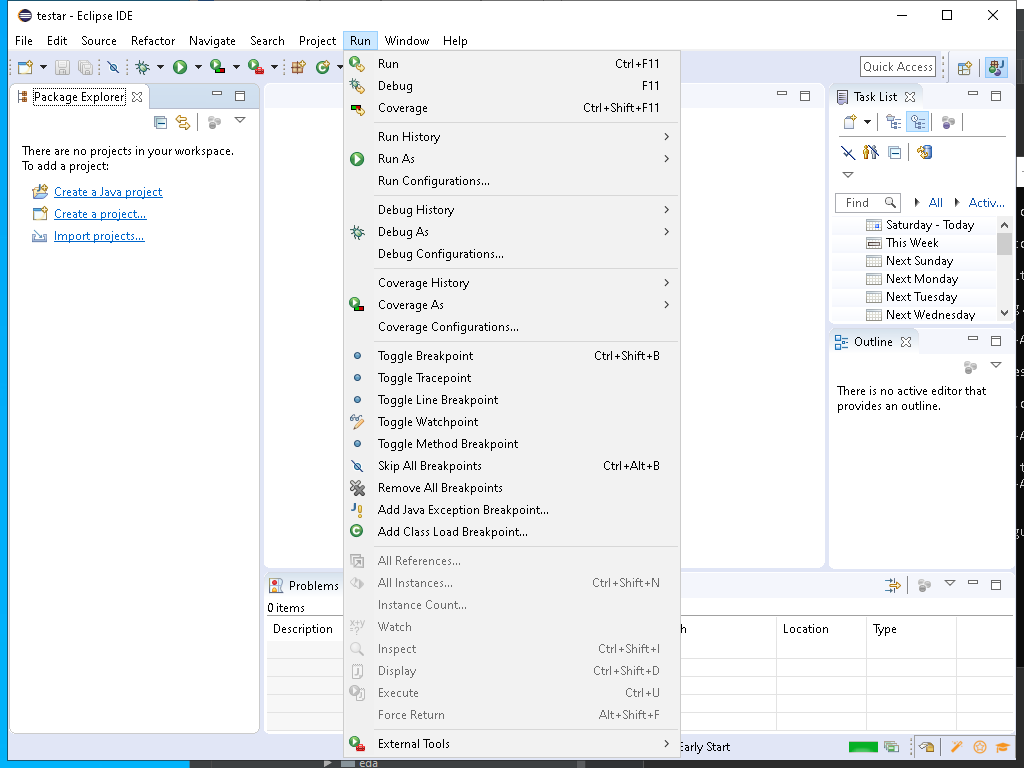 testar - Eclipse IDE
File Edit Source Refactor Navigate Search Project Run Window Help
Quick Access
Package Explorer
There are no projects in your workspace.
To add a project:
Create a Java project
Create a project...
Import projects...
Run Ctrl+F11
Debug F11
Coverage Ctrl+Shift+F11
Run History
Run As
Run Configurations...
Debug History
Debug As
Debug Configurations...
Coverage History
Coverage As
Coverage Configurations...
Toggle Breakpoint Ctrl+Shift+B
Toggle Tracepoint
Toggle Line Breakpoint
Toggle Watchpoint
Toggle Method Breakpoint
Skip All Breakpoints Ctrl+Alt+B
Remove All Breakpoints
Add Java Exception Breakpoint...
Add Class Load Breakpoint...
All References...
All Instances... Ctrl+Shift+N
Instance Count...
Watch
Inspect Ctrl+Shift+I
Display Ctrl+Shift+D
Execute Ctrl+U
Force Return Alt+Shift+F
External Tools
Task List
Find All Activ...
Saturday - Today
This Week
Next Sunday
Next Monday
Next Tuesday
Next Wednesday
Outline
There is no active editor that
provides an outline.
Problems
0 items
Description h Location Type
Early Start
eda